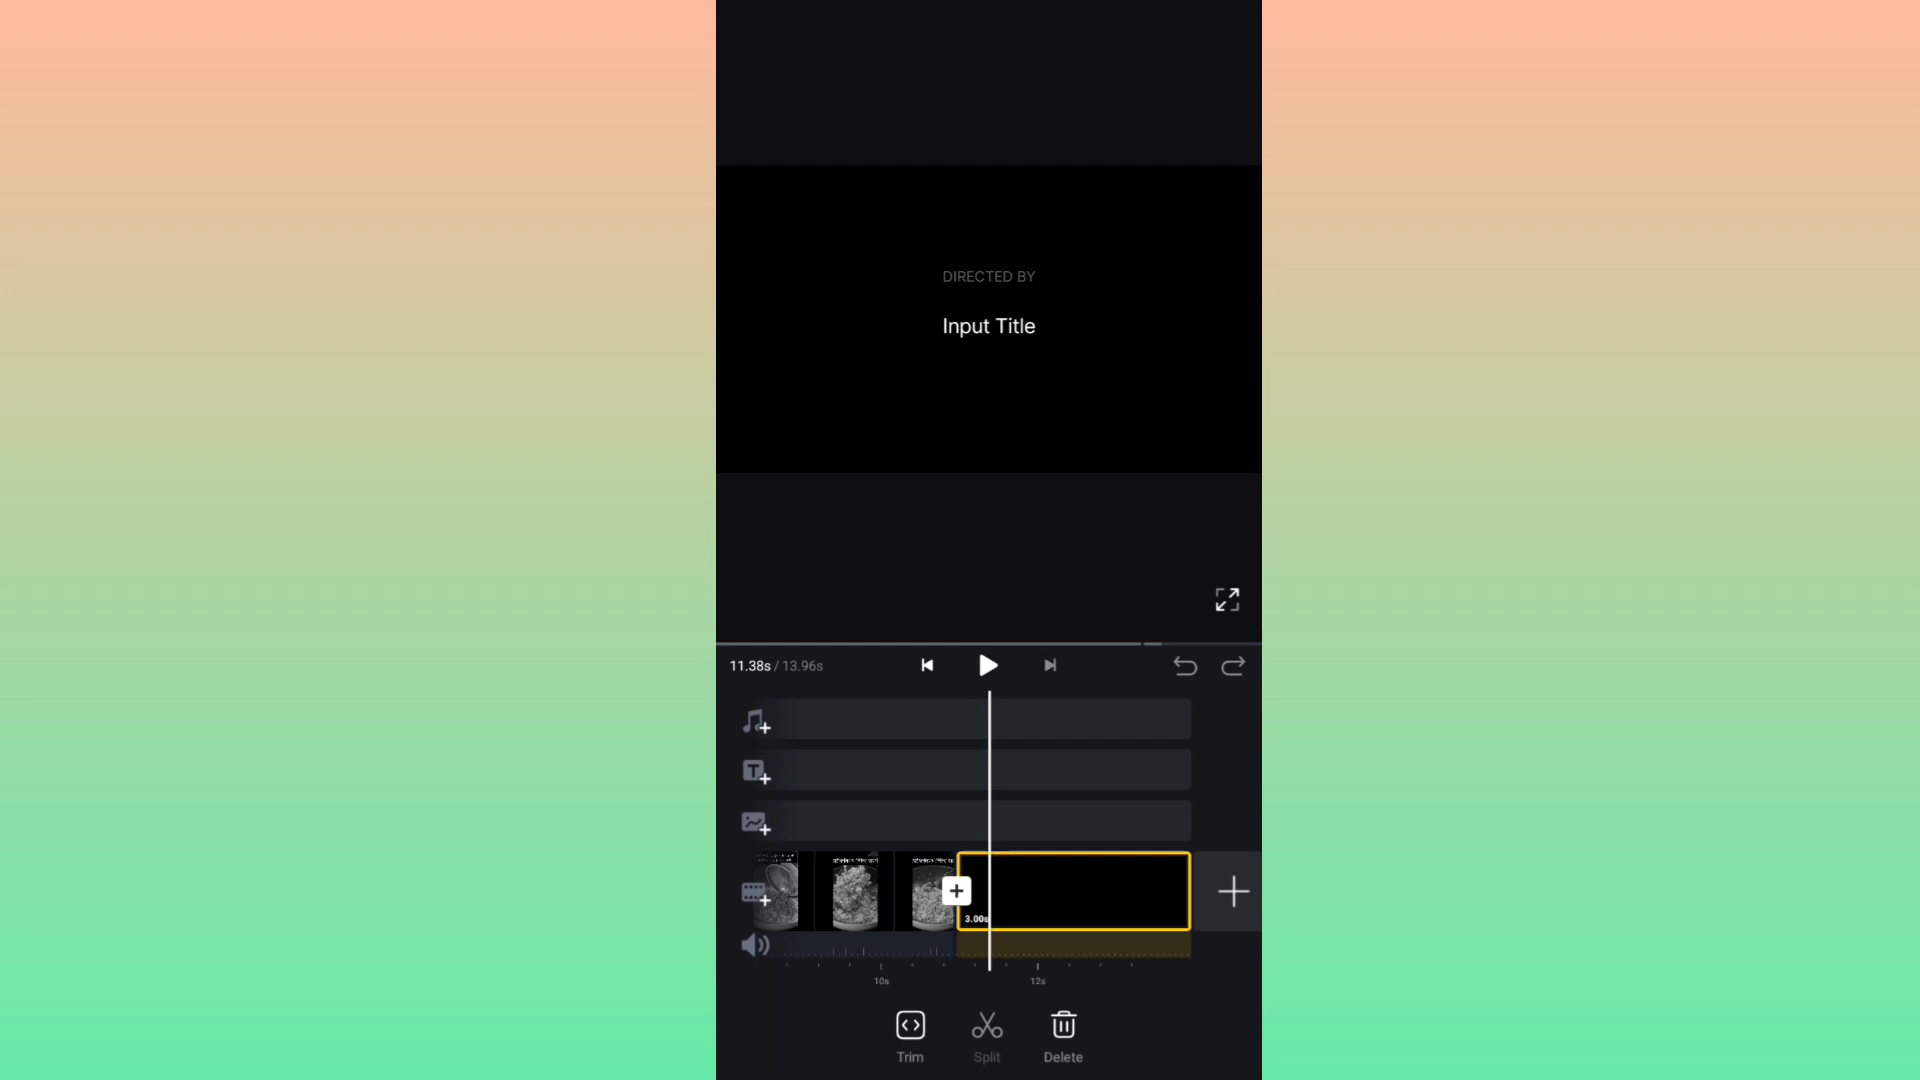 DIRECTED BY
Input Title
11.38s / 13.96s
3.00s
10s
12s
Trim
Split
Delete